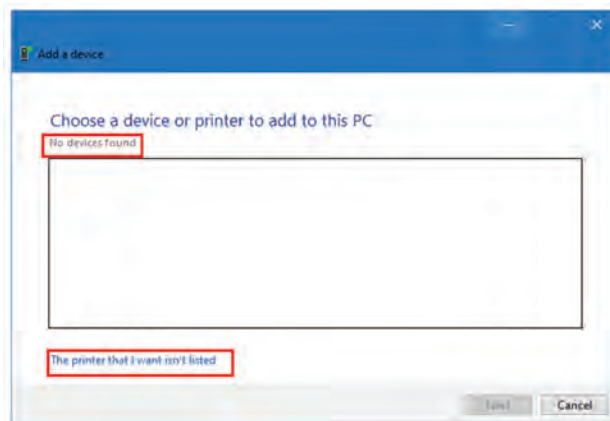 Add a device
Choose a device or printer to add to this PC
No devices found
The printer that I want isn't listed
Next
Cancel